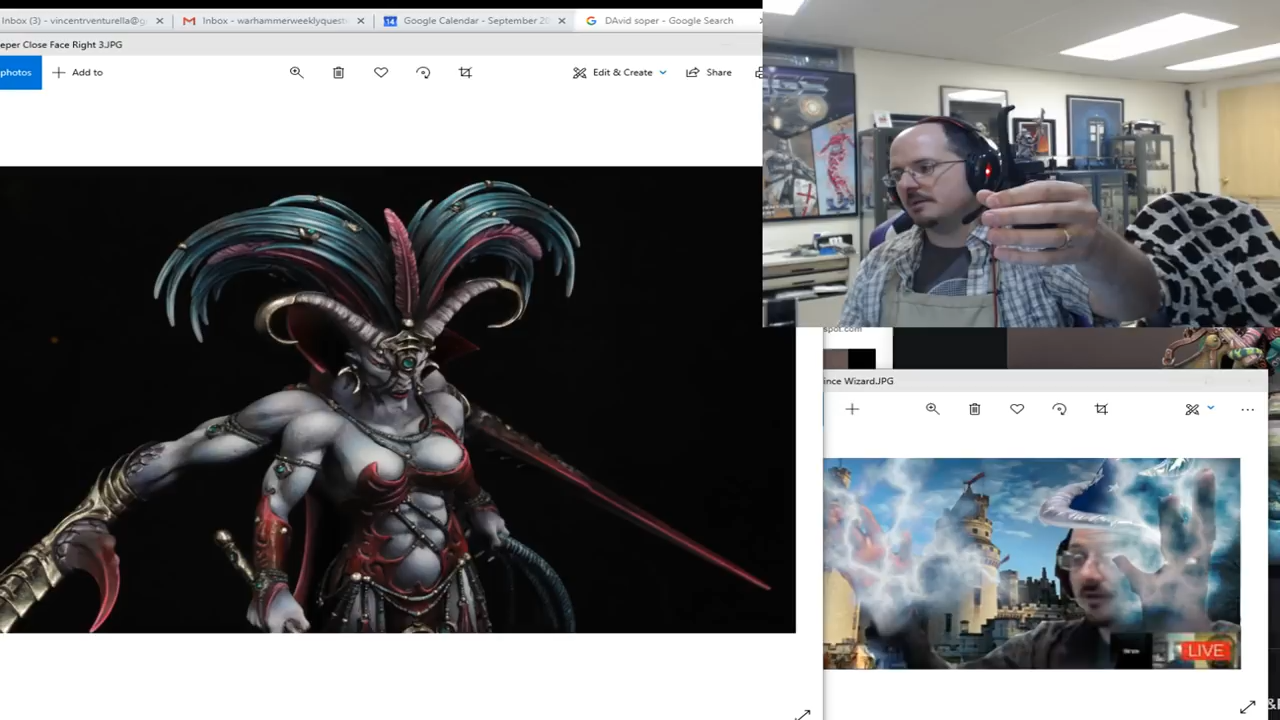 Inbox (3) - vincentrventurella@g
Inbox - warhammerweeklyquest
14
Google Calendar - September 20
DAvid soper - Google Search
eper Close Face Right 3.JPG
photos
Add to
Edit & Create
Share
spot.com
ince Wizard.JPG
LIVE